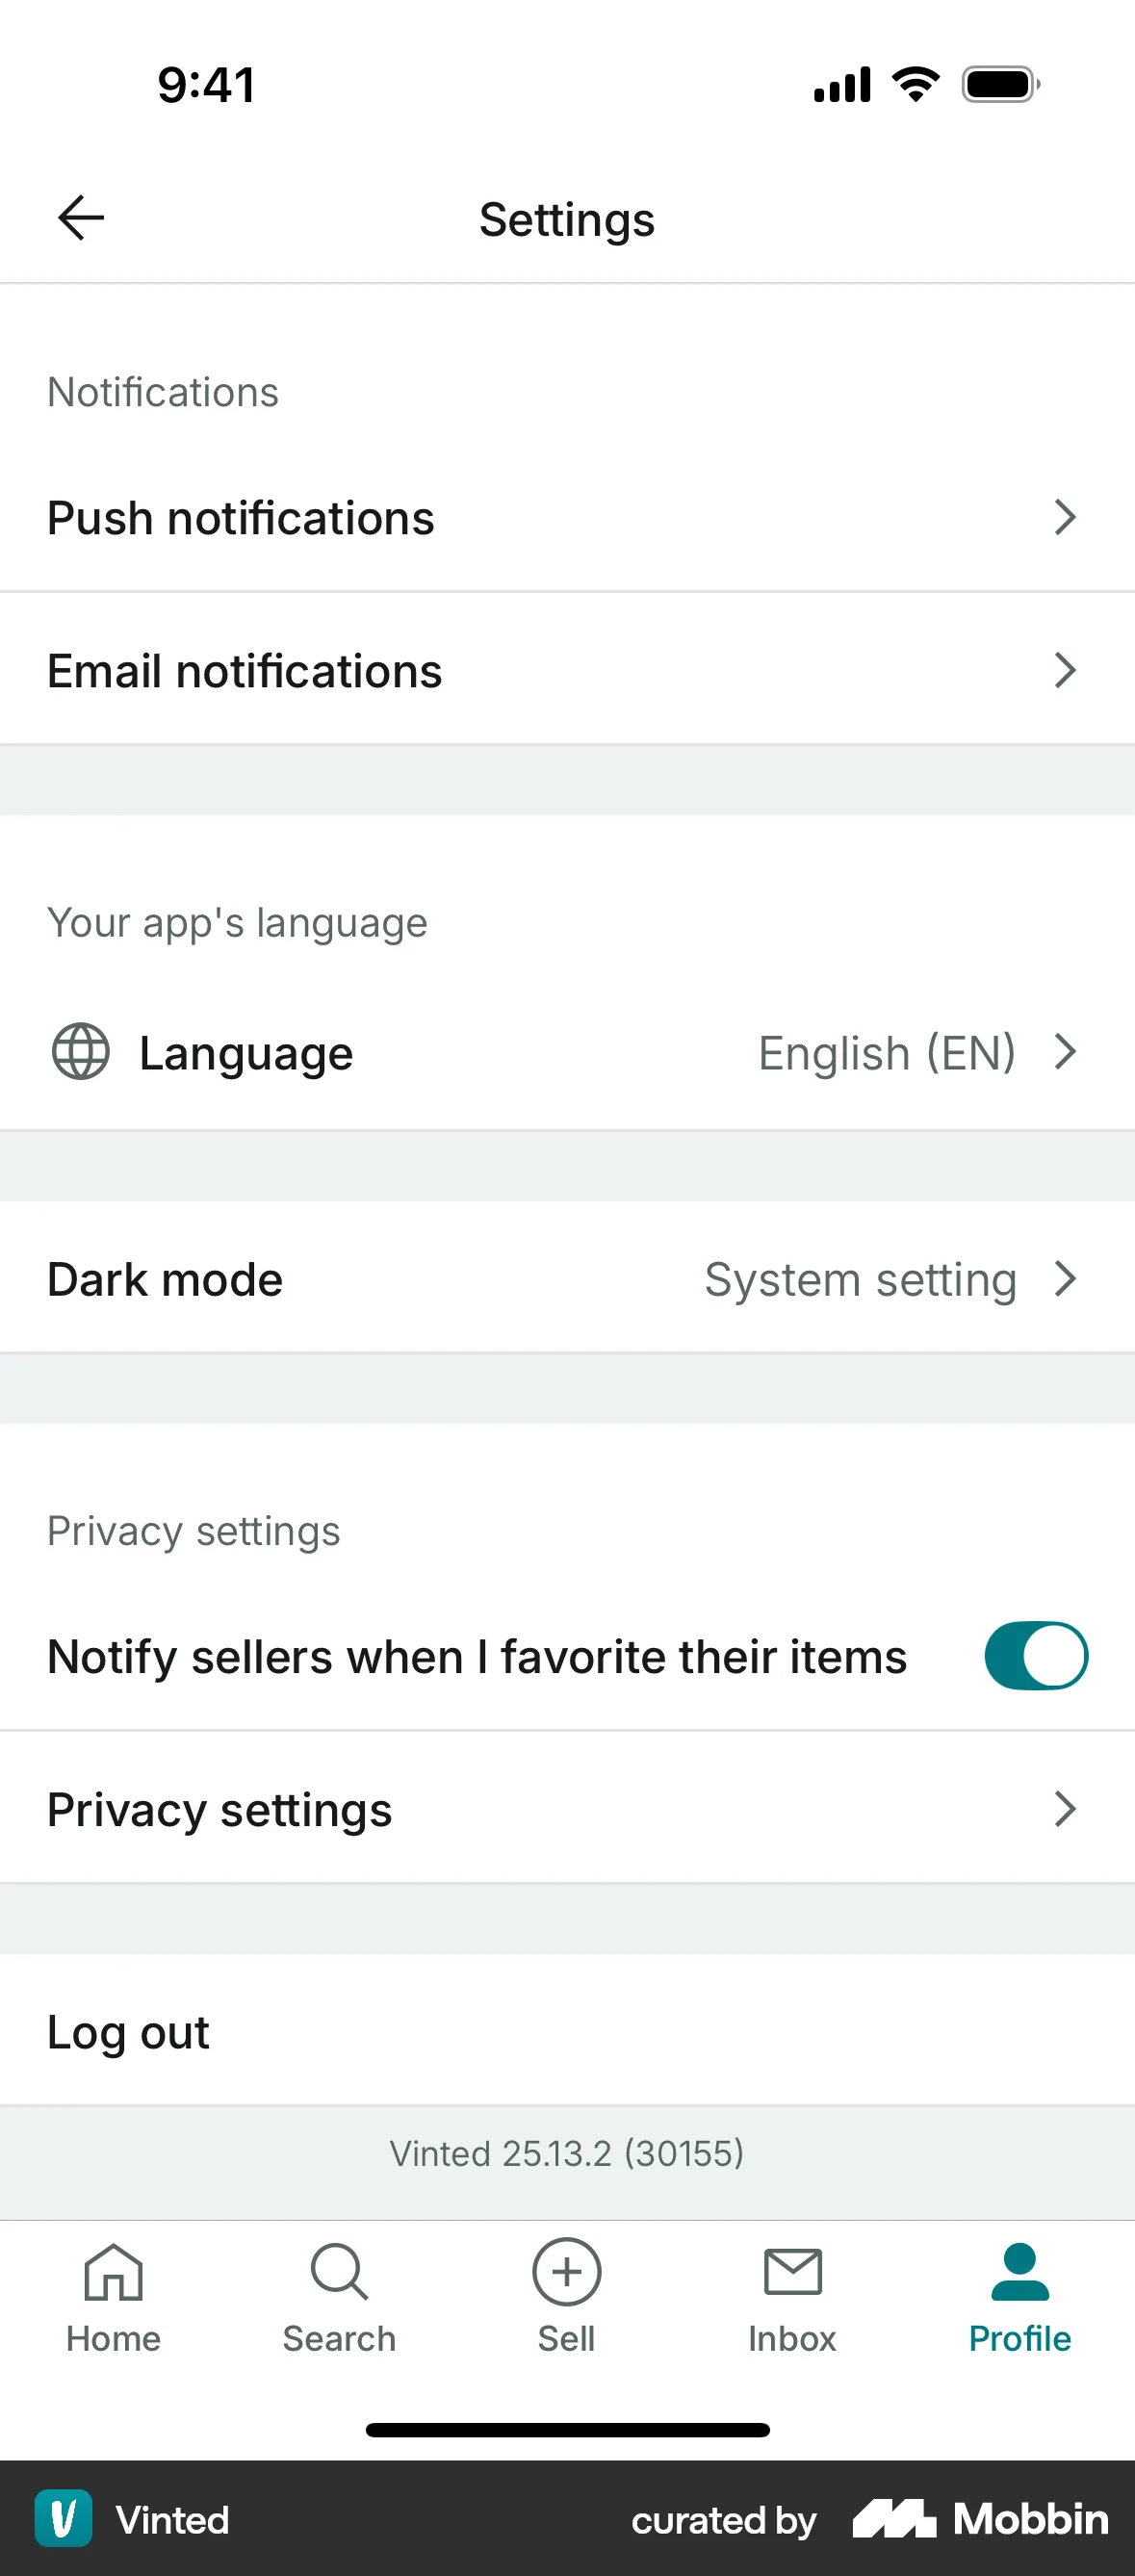 9:41
Settings
Notifications
Push notifications
Email notifications
Your app's language
Language English (EN)
Dark mode System setting
Privacy settings
Notify sellers when I favorite their items
Privacy settings
Log out
Vinted 25.13.2 (30155)
Home Search Sell Inbox Profile
Vinted curated by Mobbin